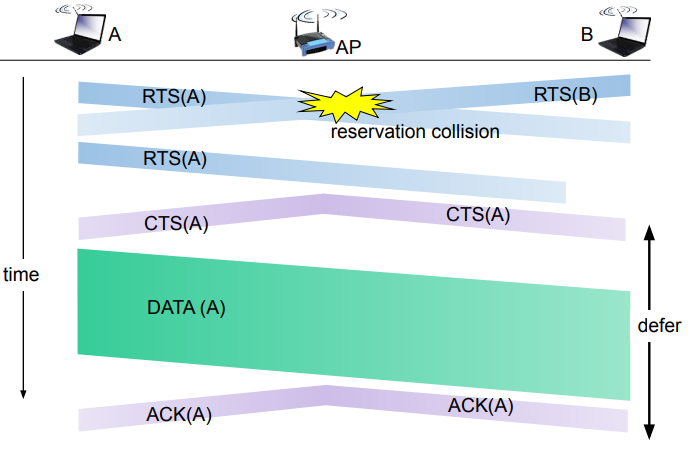 A
AP
B
RTS(A)
RTS(B)
reservation collision
RTS(A)
CTS(A)
CTS(A)
time
DATA (A)
defer
ACK(A)
ACK(A)